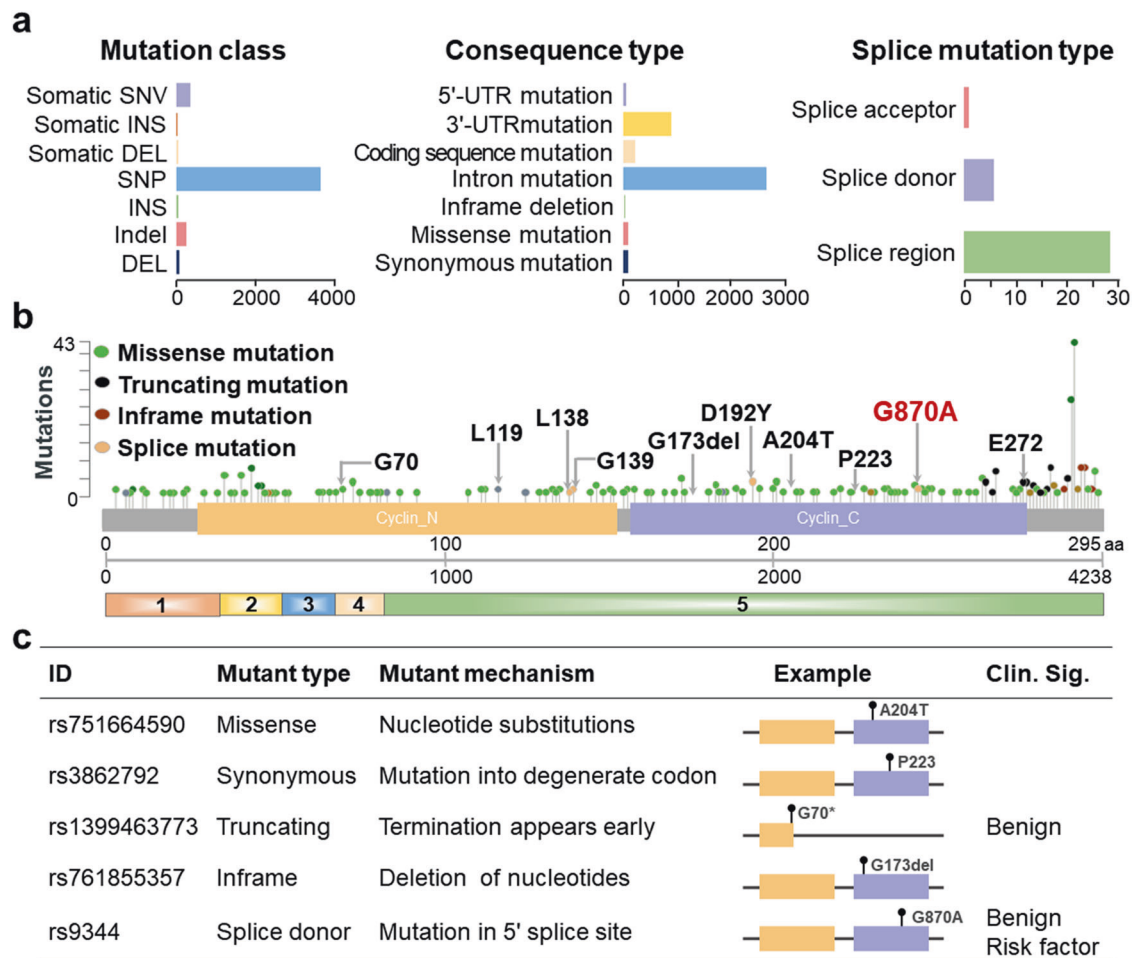 a
Mutation class
Somatic SNV
Somatic INS
Somatic DEL
SNP
INS
Indel
DEL
0 2000 4000
Consequence type
5'-UTR mutation
3'-UTRmutation
Coding sequence mutation
Intron mutation
Inframe deletion
Missense mutation
Synonymous mutation
0 1000 2000 3000
Splice mutation type
Splice acceptor
Splice donor
Splice region
0 10 20 30
b
Mutations
43
0
Missense mutation
Truncating mutation
Inframe mutation
Splice mutation
G70
L119
L138
G139
G173del
D192Y
A204T
P223
G870A
E272
Cyclin_N
Cyclin_C
0 100 200 295 aa
0 1000 2000 4238
1 2 3 4 5
c
ID Mutant type Mutant mechanism Example Clin. Sig.
rs751664590 Missense Nucleotide substitutions A204T
rs3862792 Synonymous Mutation into degenerate codon P223
rs1399463773 Truncating Termination appears early G70* Benign
rs761855357 Inframe Deletion of nucleotides G173del
rs9344 Splice donor Mutation in 5' splice site G870A Benign
Risk factor